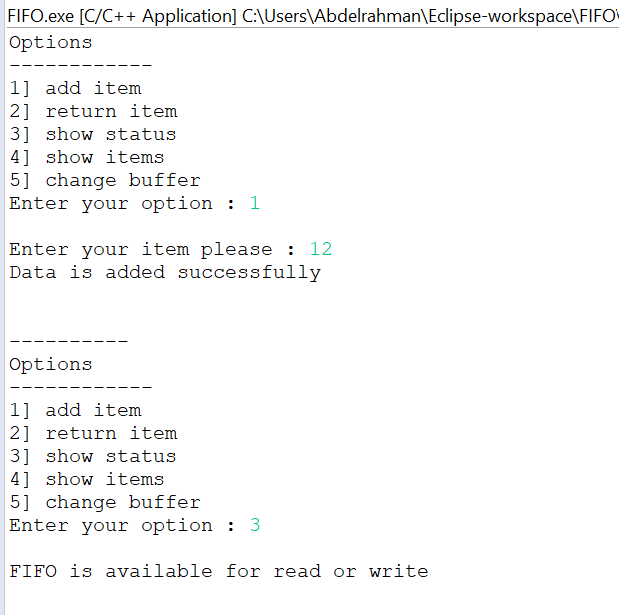 FIFO.exe [C/C++ Application] C:\Users\Abdelrahman\Eclipse-workspace\FIFO\
Options
------------
1] add item
2] return item
3] show status
4] show items
5] change buffer
Enter your option : 1
Enter your item please : 12
Data is added successfully
----------
Options
------------
1] add item
2] return item
3] show status
4] show items
5] change buffer
Enter your option : 3
FIFO is available for read or write